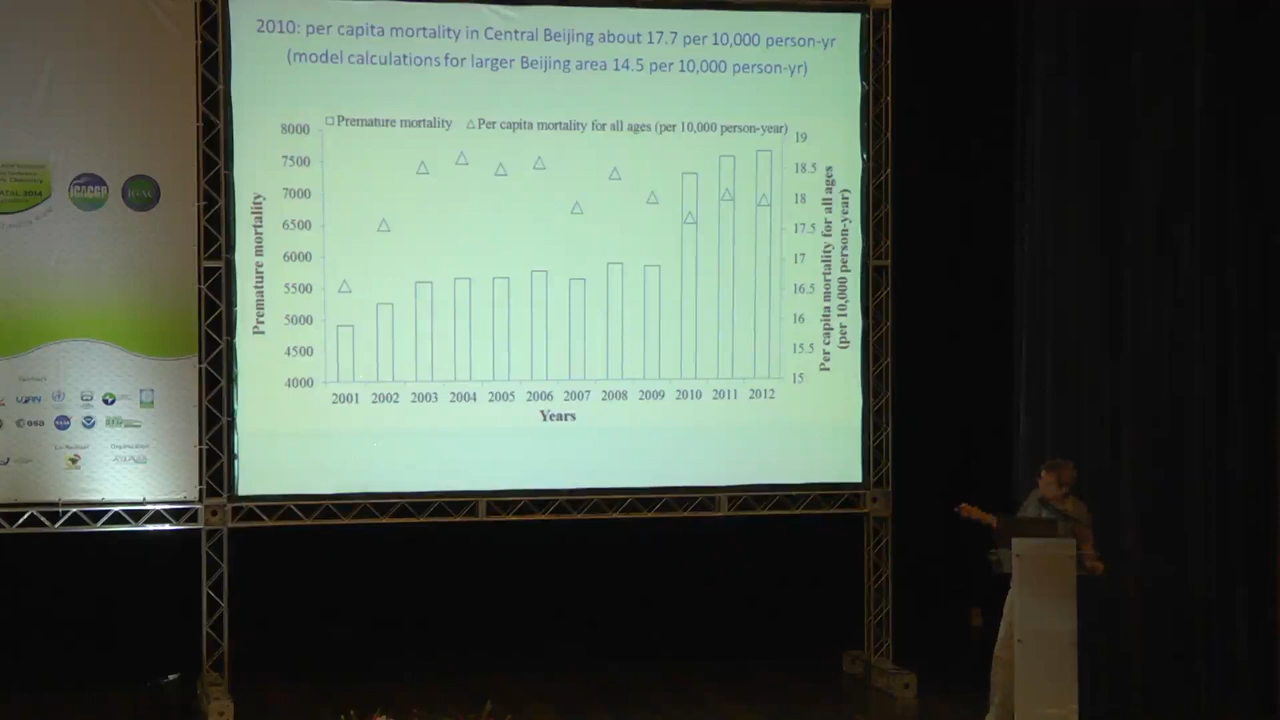 2010: per capita mortality in Central Beijing about 17.7 per 10,000 person-yr
(model calculations for larger Beijing area 14.5 per 10,000 person-yr)
Premature mortality
Per capita mortality for all ages (per 10,000 person-year)
8000
7500
7000
6500
6000
5500
5000
4500
4000
Premature mortality
19
18.5
18
17.5
17
16.5
16
15.5
15
Per capita mortality for all ages
(per 10,000 person-year)
2001 2002 2003 2004 2005 2006 2007 2008 2009 2010 2011 2012
Years
2014
iCACGP
IGAC
esa